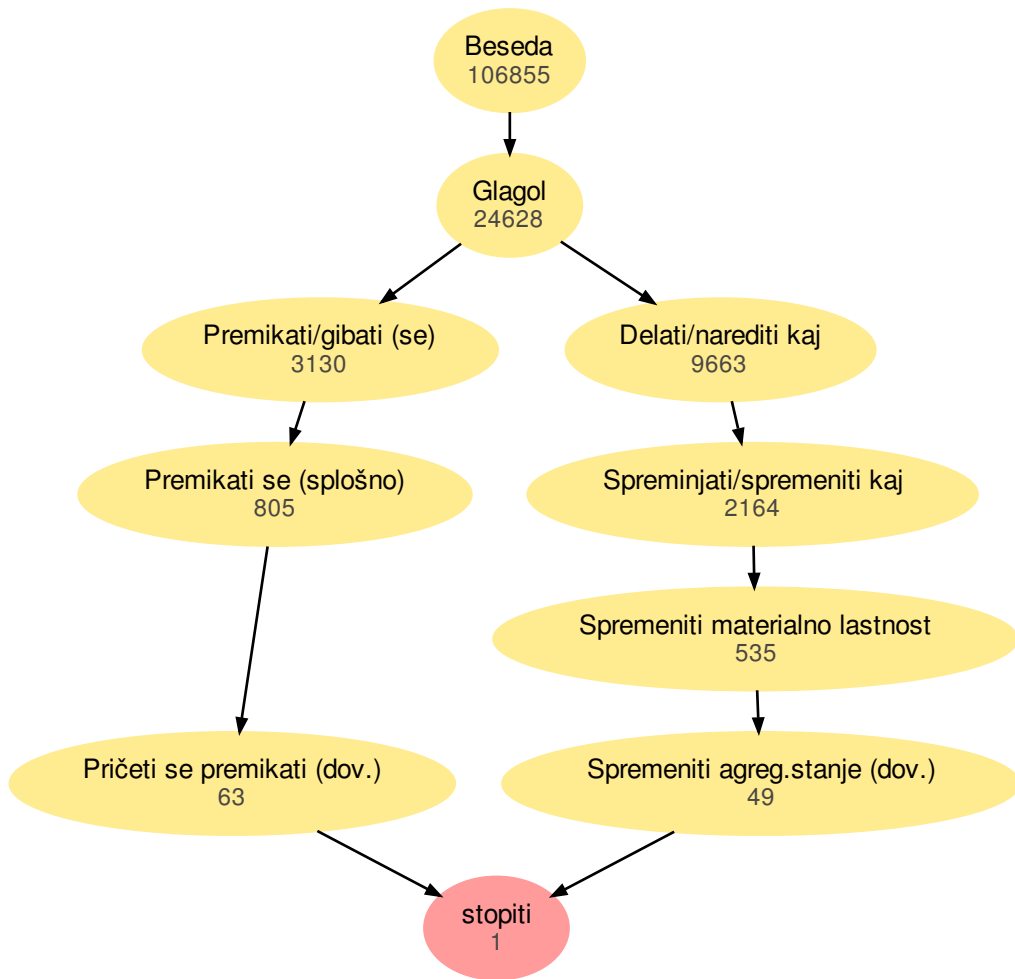 Beseda
106855
Glagol
24628
Premikati/gibati (se)
3130
Delati/narediti kaj
9663
Premikati se (splošno)
805
Spreminjati/spremeniti kaj
2164
Spremeniti materialno lastnost
535
Pričeti se premikati (dov.)
63
Spremeniti agreg.stanje (dov.)
49
stopiti
1